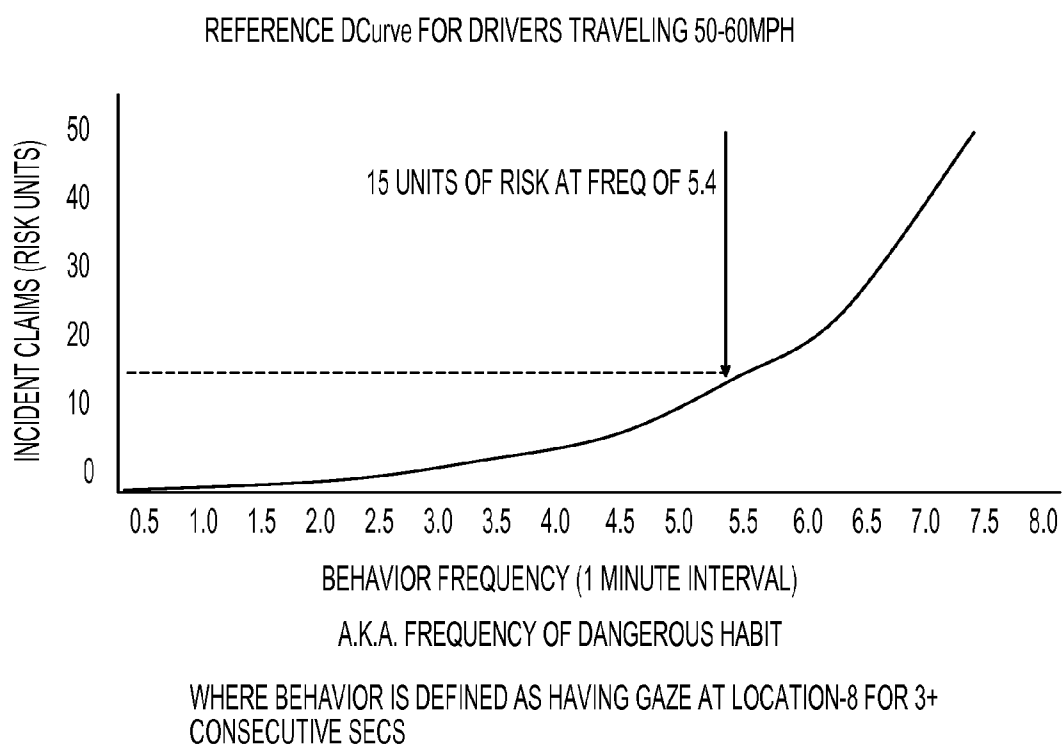 REFERENCE DCurve FOR DRIVERS TRAVELING 50-60MPH
INCIDENT CLAIMS (RISK UNITS)
50
40
30
20
10
0
15 UNITS OF RISK AT FREQ OF 5.4
0.5 1.0 1.5 2.0 2.5 3.0 3.5 4.0 4.5 5.0 5.5 6.0 6.5 7.0 7.5 8.0
BEHAVIOR FREQUENCY (1 MINUTE INTERVAL)
A.K.A. FREQUENCY OF DANGEROUS HABIT
WHERE BEHAVIOR IS DEFINED AS HAVING GAZE AT LOCATION-8 FOR 3+
CONSECUTIVE SECS